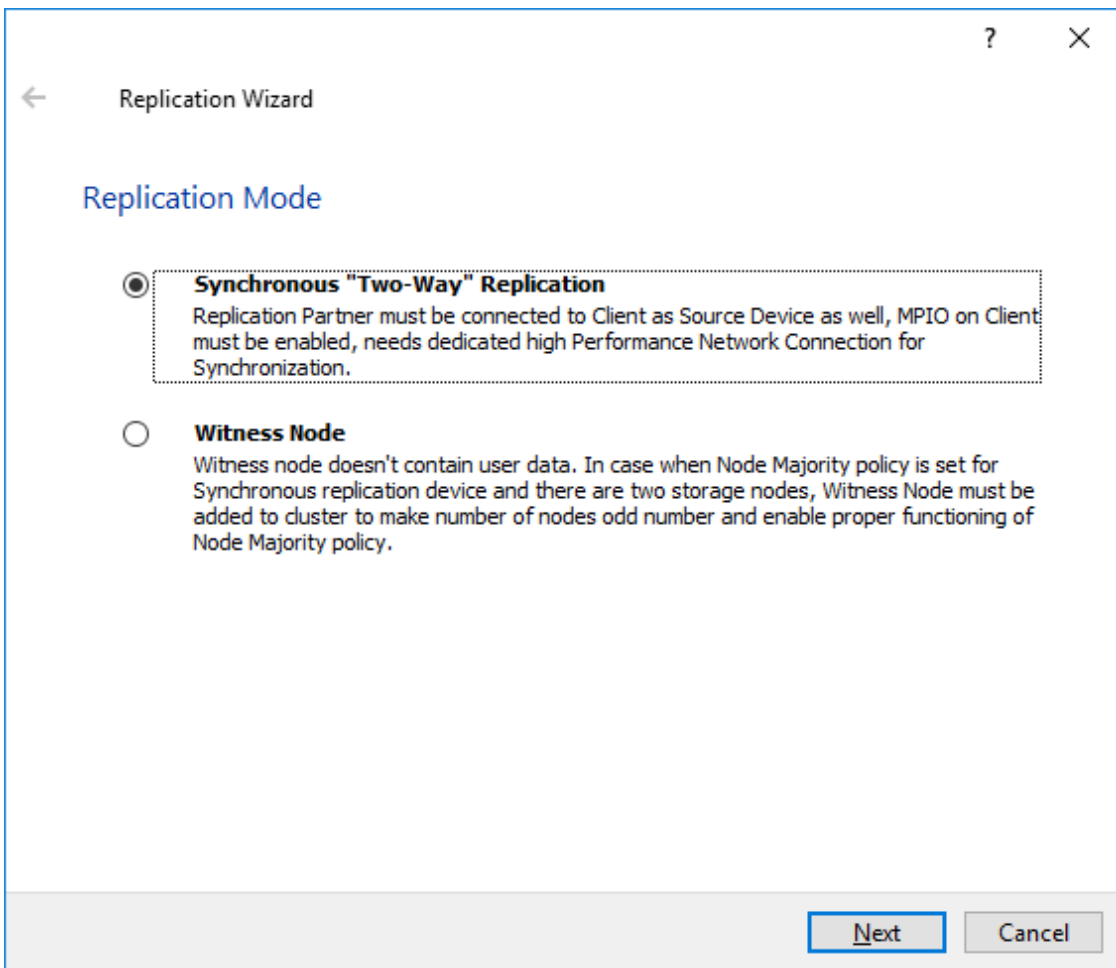 ?
Replication Wizard
Replication Mode
Synchronous "Two-Way" Replication
Replication Partner must be connected to Client as Source Device as well, MPIO on Client
must be enabled, needs dedicated high Performance Network Connection for
Synchronization.
Witness Node
Witness node doesn't contain user data. In case when Node Majority policy is set for
Synchronous replication device and there are two storage nodes, Witness Node must be
added to cluster to make number of nodes odd number and enable proper functioning of
Node Majority policy.
Next Cancel